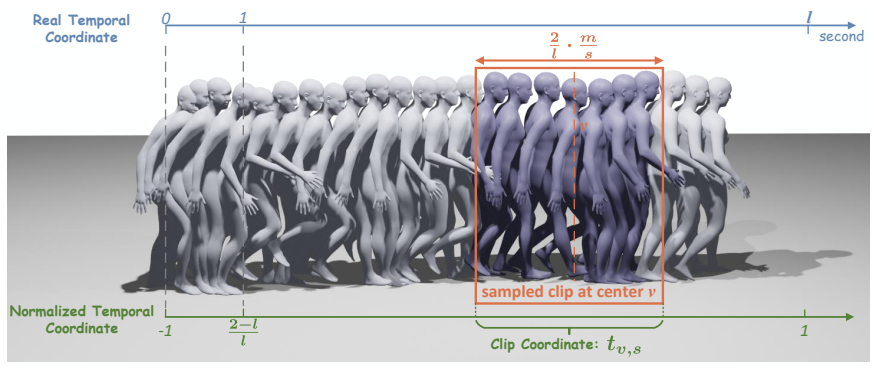 Real Temporal
Coordinate
0 1 l
second
2/l · m/s
v
sampled clip at center v
Normalized Temporal
Coordinate
-1 (2-l)/l 1
Clip Coordinate: t_{v,s}